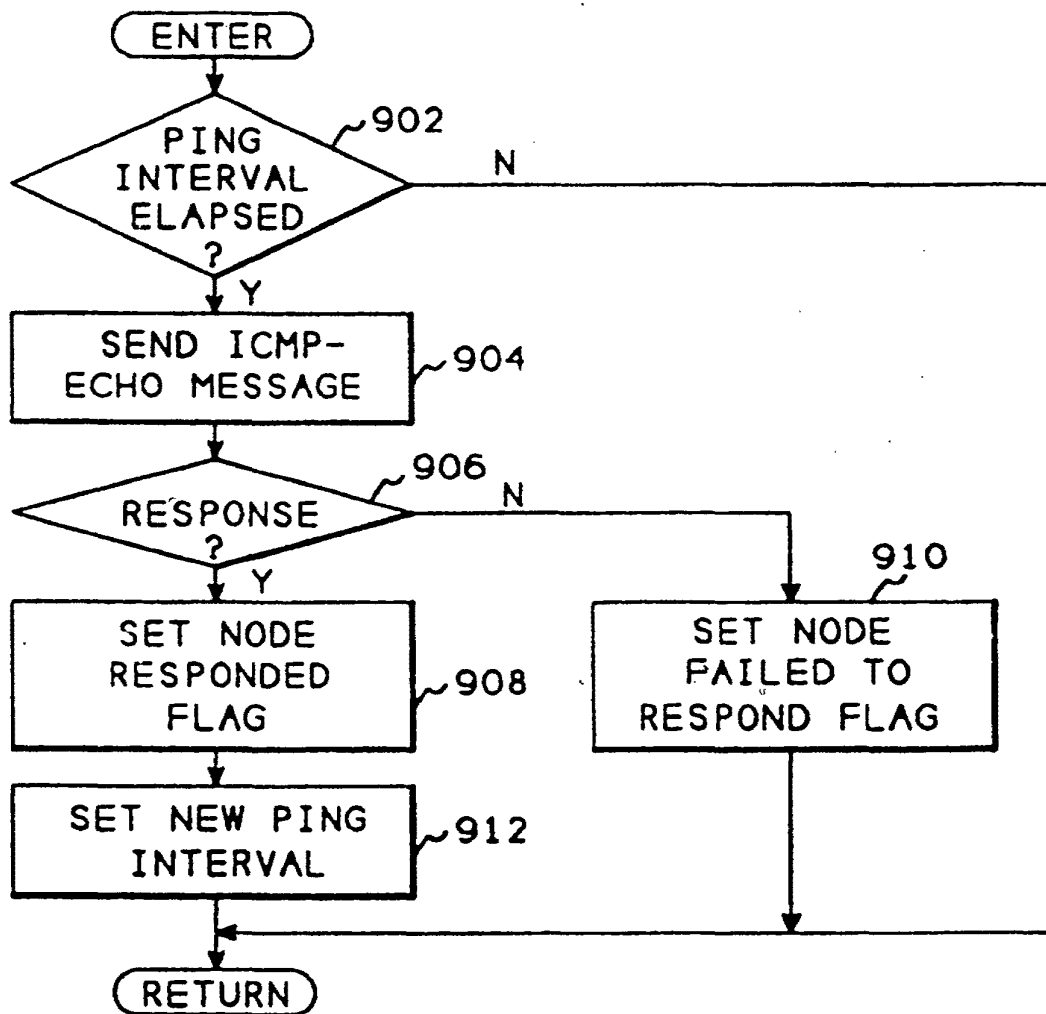 ENTER
902
PING
INTERVAL
ELAPSED
?
N
Y
SEND ICMP-
ECHO MESSAGE
904
906
RESPONSE
?
N
Y
910
SET NODE
RESPONDED
FLAG
908
SET NODE
FAILED TO
RESPOND FLAG
SET NEW PING
INTERVAL
912
RETURN